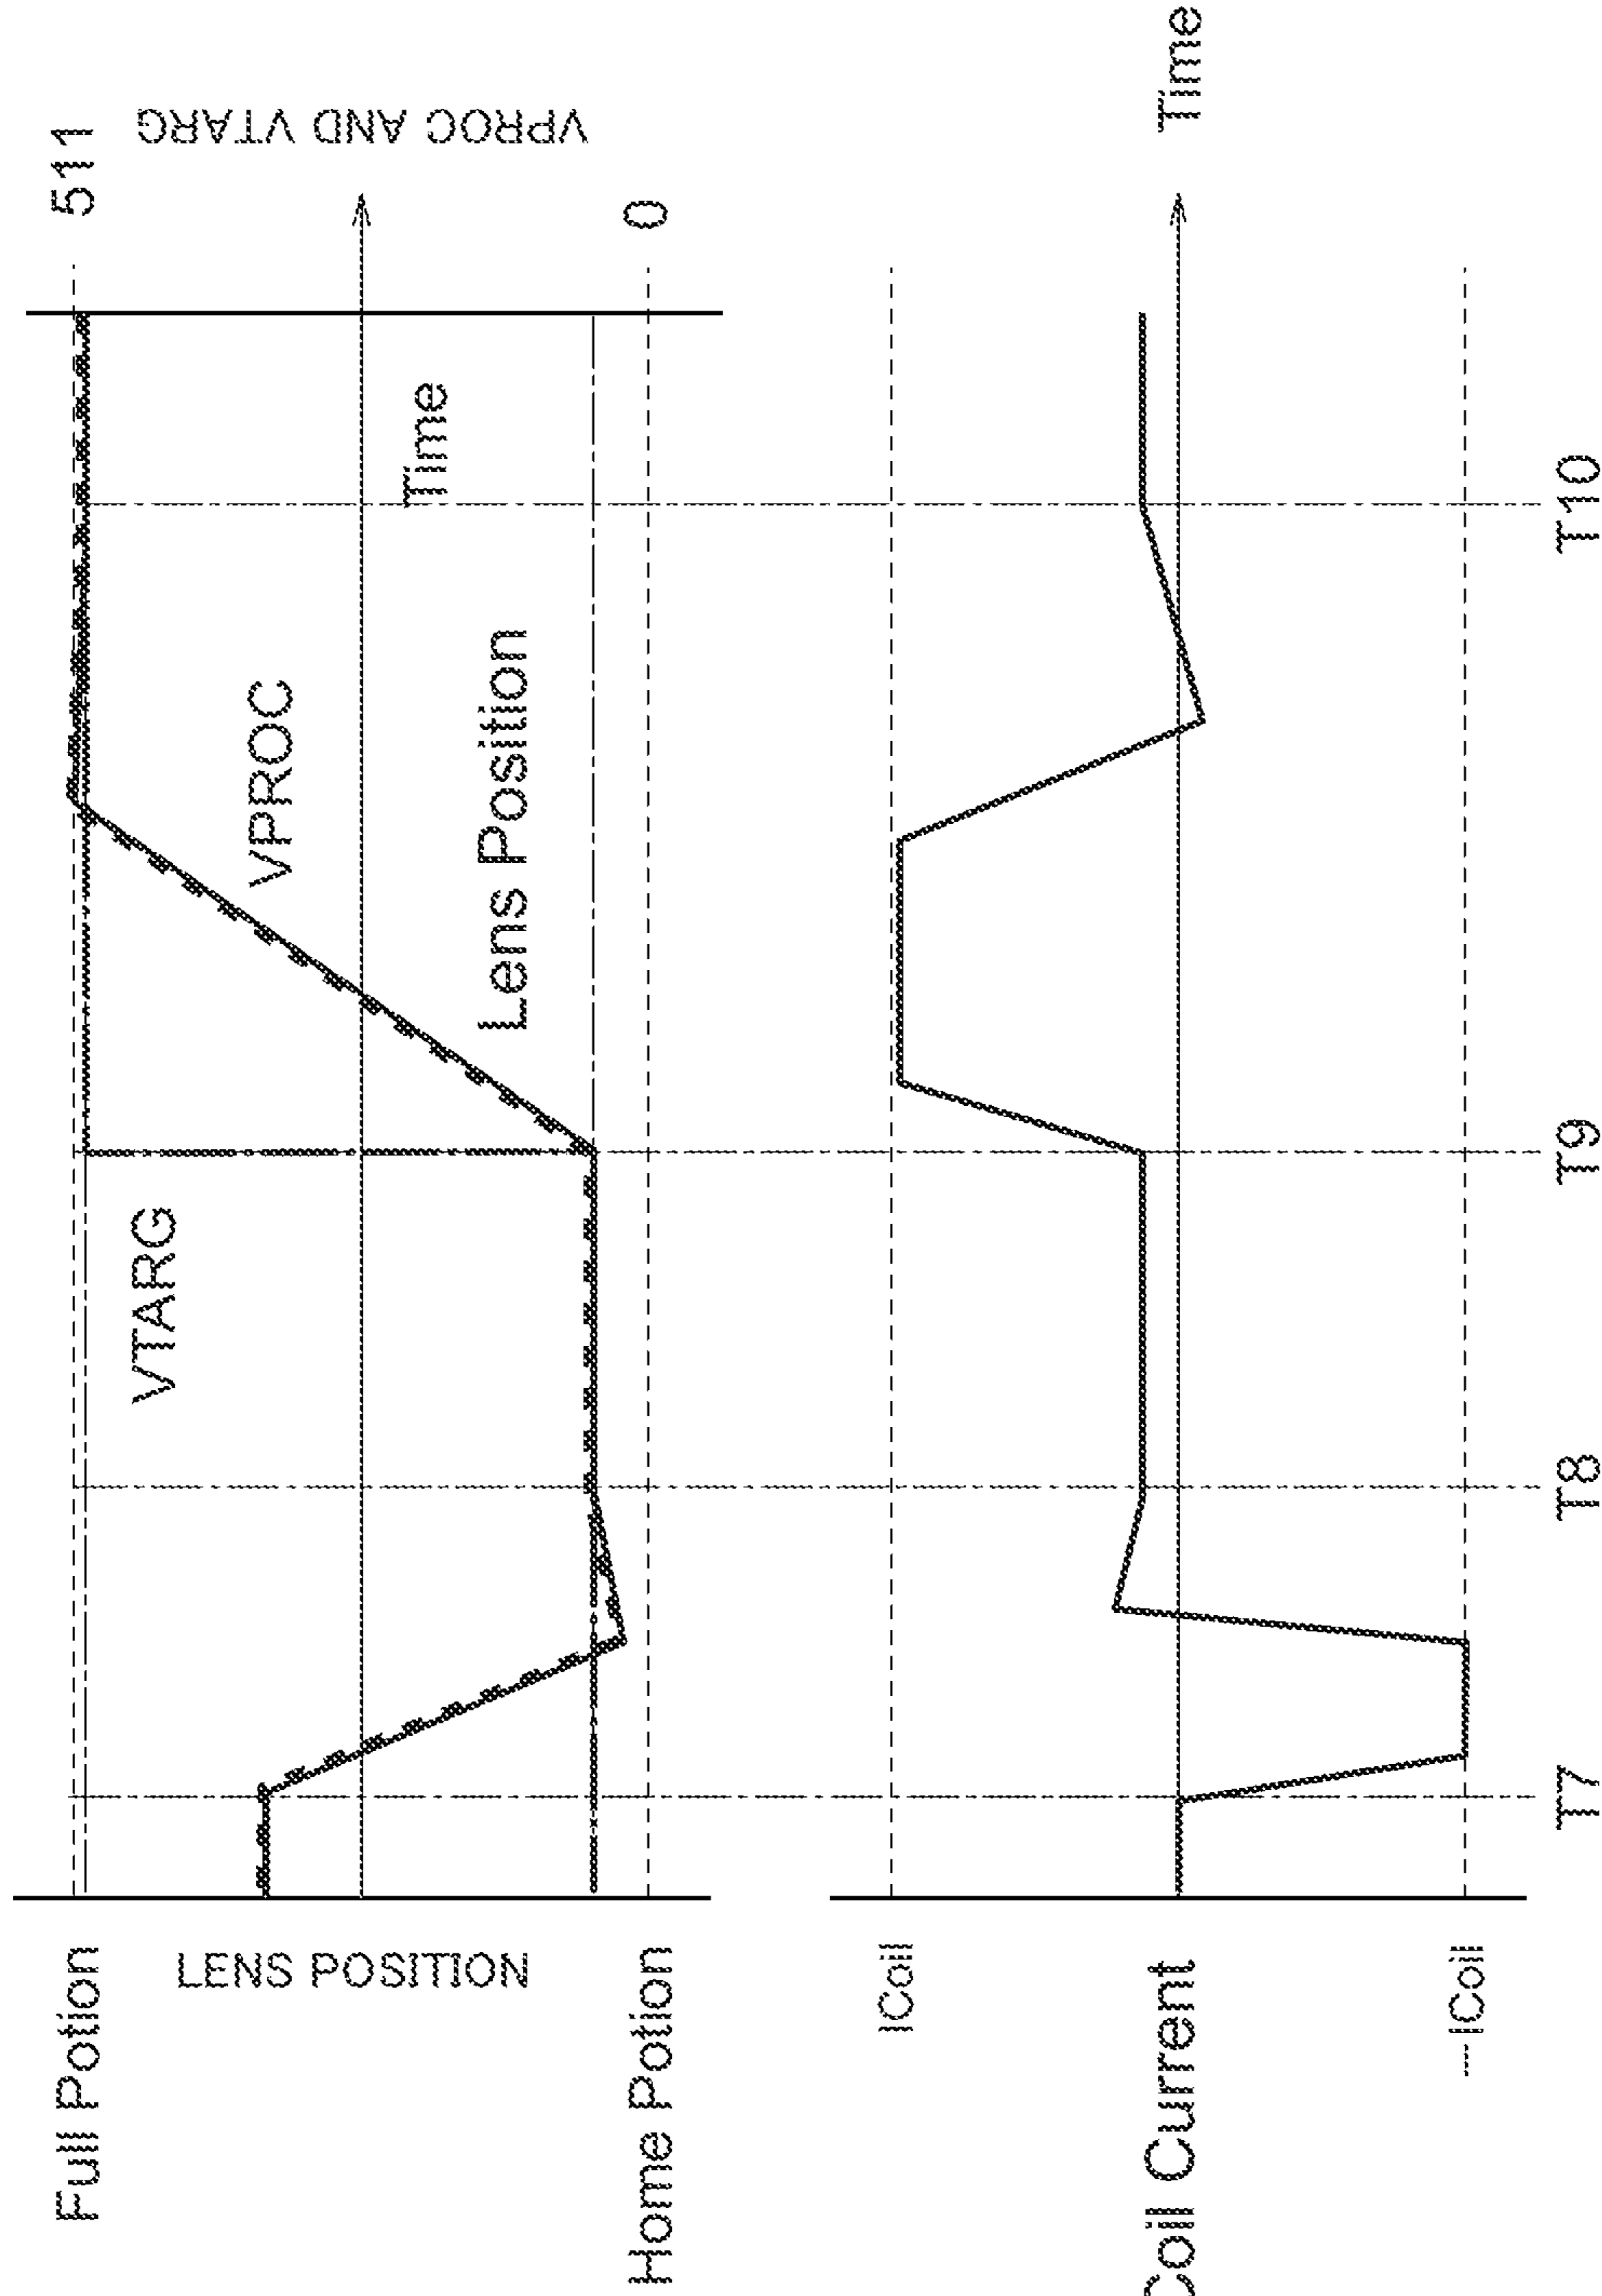 Full Potion
LENS POSITION
Home Potion
511
VPROC AND VTARG
0
VTARG
VPROC
Lens Position
Time
ICoil
Coil Current
---ICoil
Time
T7
T8
T9
T10